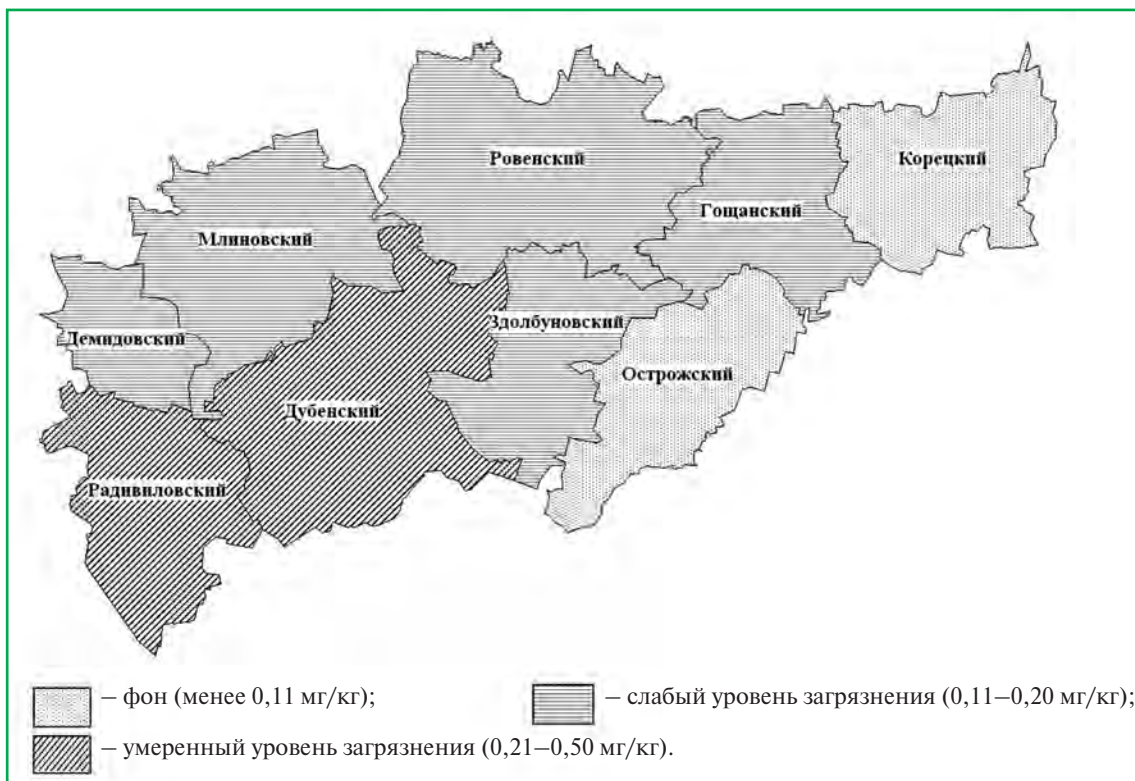 Ровенский
Корецкий
Гощанский
Млиновский
Здолбуновский
Демидовский
Острожский
Дубенский
Радивиловский
– фон (менее 0,11 мг/кг;
– слабый уровень загрязнения (0,11–0,20 мг/кг);
– умеренный уровень загрязнения (0,21–0,50 мг/кг).